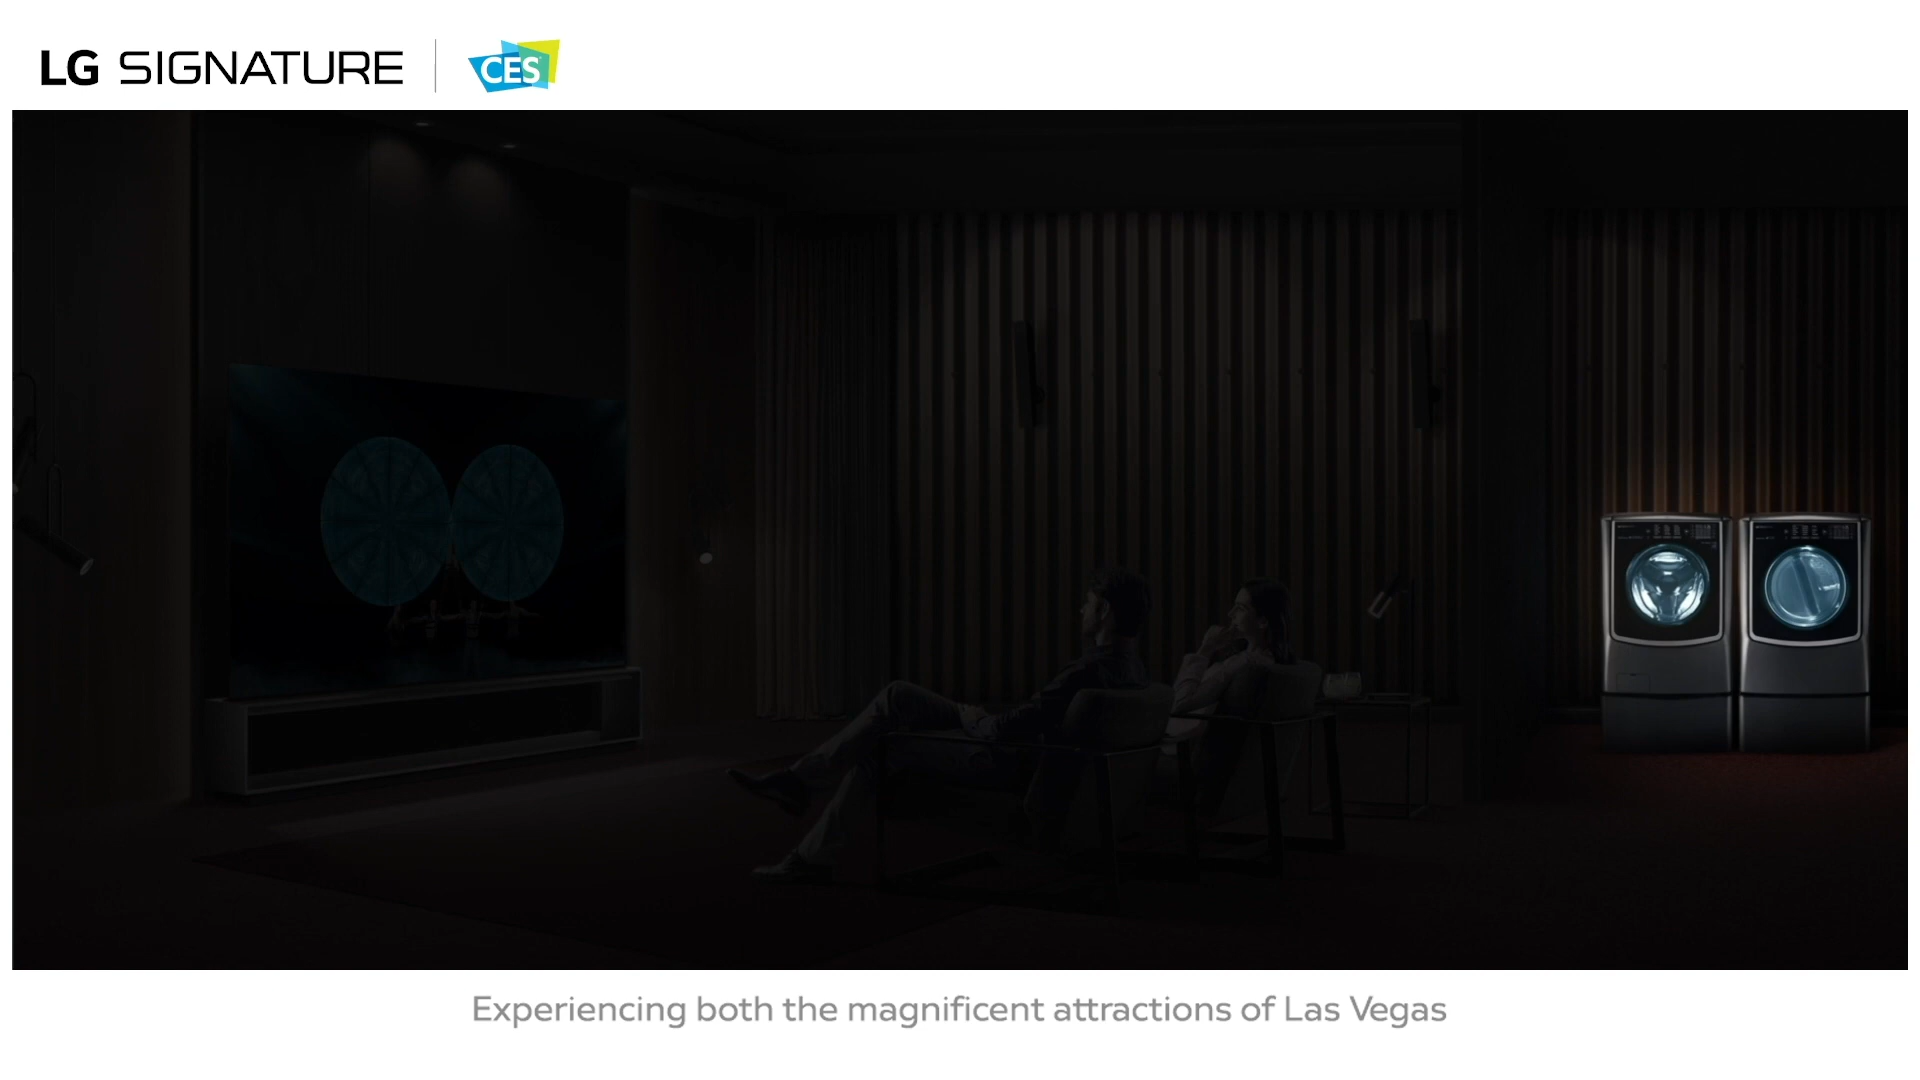 LG SIGNATURE
CES
Experiencing both the magnificent attractions of Las Vegas